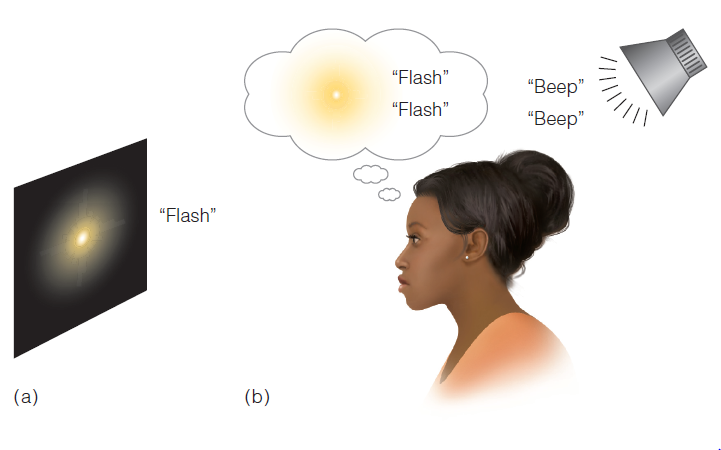 “Flash”
“Flash”
“Beep”
“Beep”
“Flash”
(a)
(b)